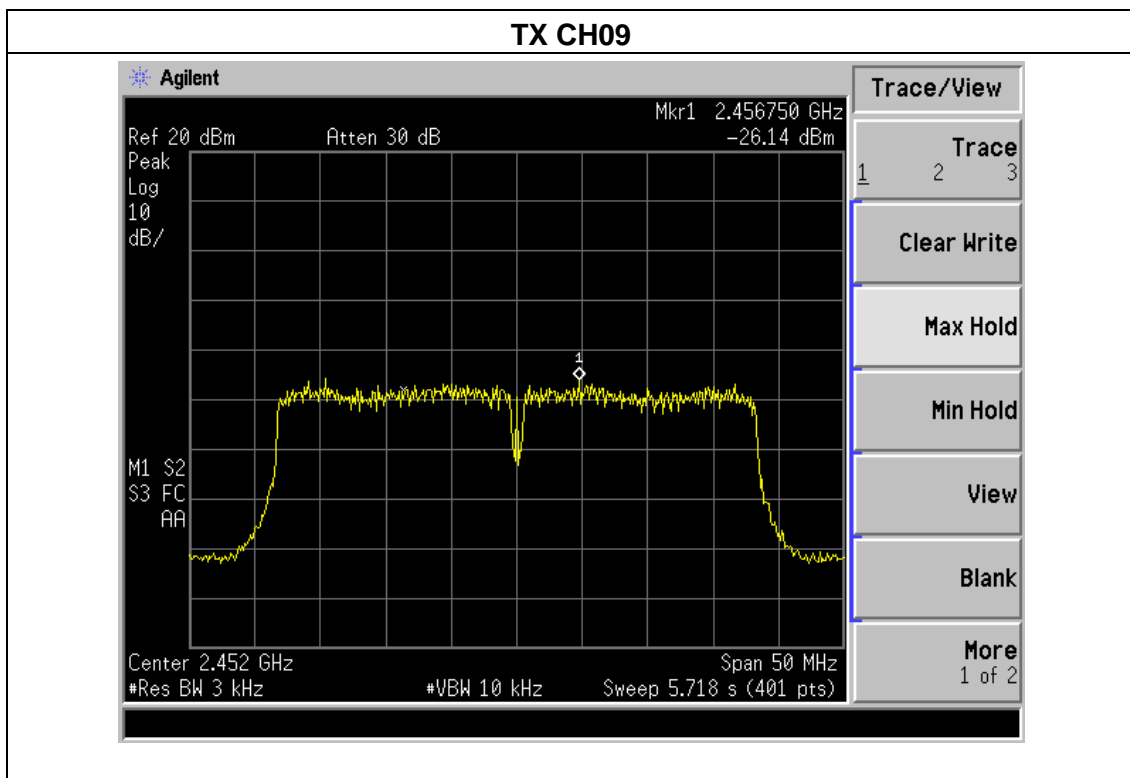 TX CH09
Agilent
Trace/View
Mkr1 2.456750 GHz
Ref 20 dBm Atten 30 dB -26.14 dBm
Peak
Log
10
dB/
1
M1 S2
S3 FC
AA
Center 2.452 GHz Span 50 MHz
#Res BW 3 kHz #VBW 10 kHz Sweep 5.718 s (401 pts)
Trace
1 2 3
Clear Write
Max Hold
Min Hold
View
Blank
More
1 of 2